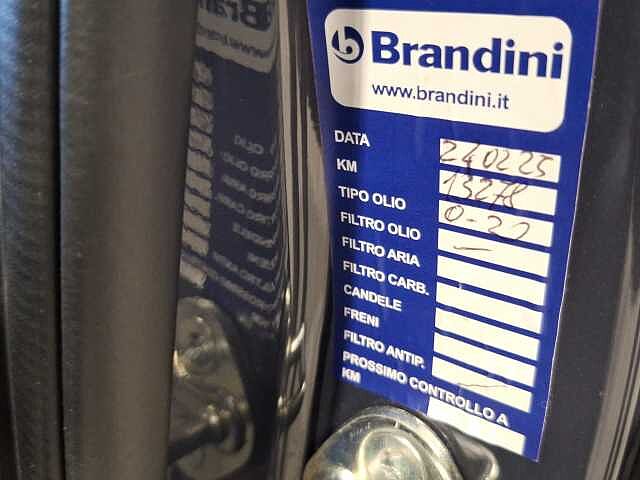 Brandini
www.brandini.it
DATA 240225
KM 13278
TIPO OLIO 0-20
FILTRO OLIO —
FILTRO ARIA
FILTRO CARB.
CANDELE
FRENI
FILTRO ANTIP. —
PROSSIMO CONTROLLO A
KM